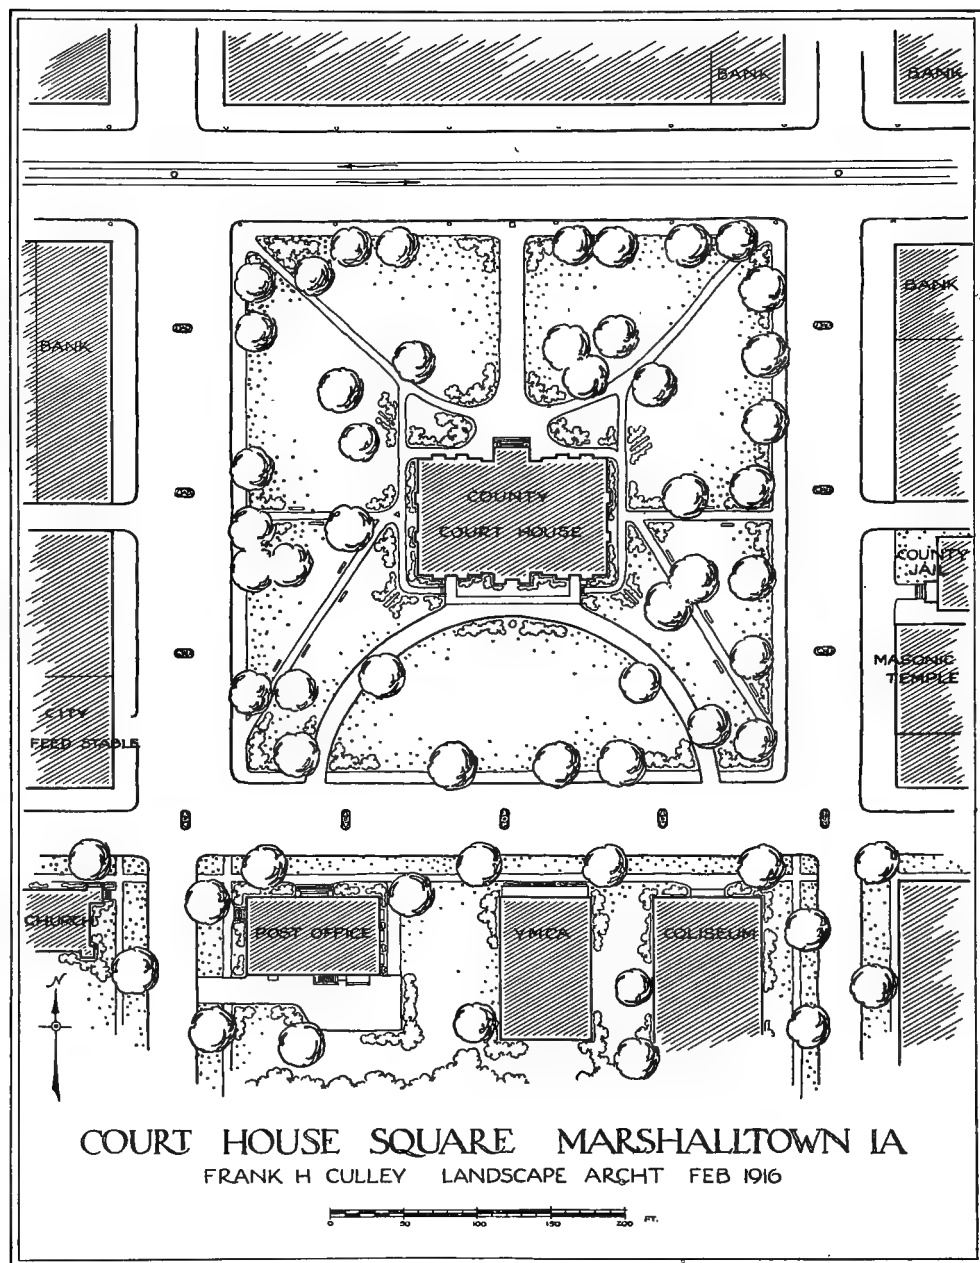 BANK
BANK
BANK
BANK
COUNTY
COURT HOUSE
COUNTY
JAIL
MASONIC
TEMPLE
CITY
FEED STABLE
CHURCH
POST OFFICE
YMCA
COLISEUM
N
COURT HOUSE SQUARE MARSHALLTOWN IA
FRANK H CULLEY LANDSCAPE ARCHT FEB 1916
0 50 100 150 200 FT.